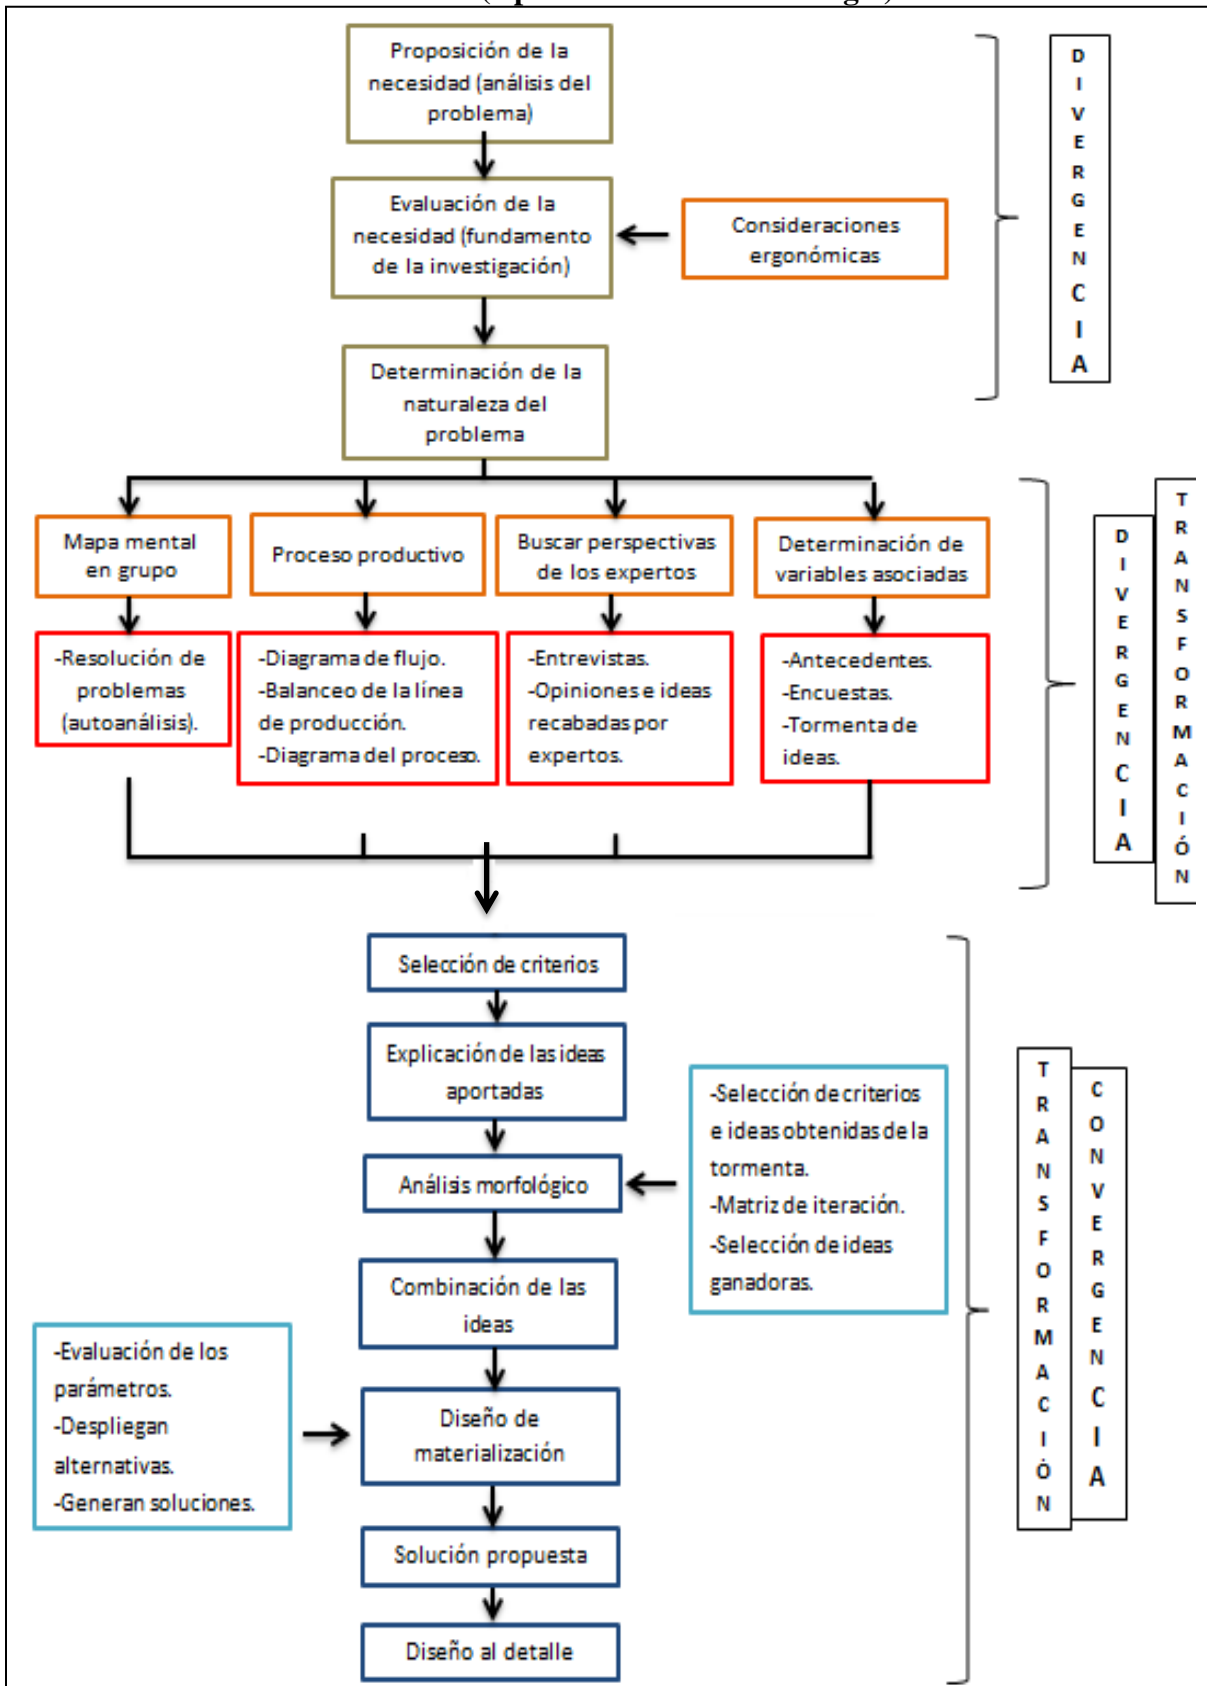 Proposición de la
necesidad (análisis del
problema)
Evaluación de la
necesidad (fundamento
de la investigación)
Consideraciones
ergonómicas
Determinación de la
naturaleza del
problema
DIVERGENCIA
Mapa mental
en grupo
Proceso productivo
Buscar perspectivas
de los expertos
Determinación de
variables asociadas
-Resolución de
problemas
(autoanálisis).
-Diagrama de flujo.
-Balanceo de la línea
de producción.
-Diagrama del proceso.
-Entrevistas.
-Opiniones e ideas
recabadas por
expertos.
-Antecedentes.
-Encuestas.
-Tormenta de
ideas.
DIVERGENCIA
TRANSFORMACIÓN
Selección de criterios
Explicación de las ideas
aportadas
Análisis morfológico
-Selección de criterios
e ideas obtenidas de la
tormenta.
-Matriz de iteración.
-Selección de ideas
ganadoras.
Combinación de las
ideas
-Evaluación de los
parámetros.
-Despliegan
alternativas.
-Generan soluciones.
Diseño de
materialización
Solución propuesta
Diseño al detalle
TRANSFORMACIÓN
CONVERGENCIA